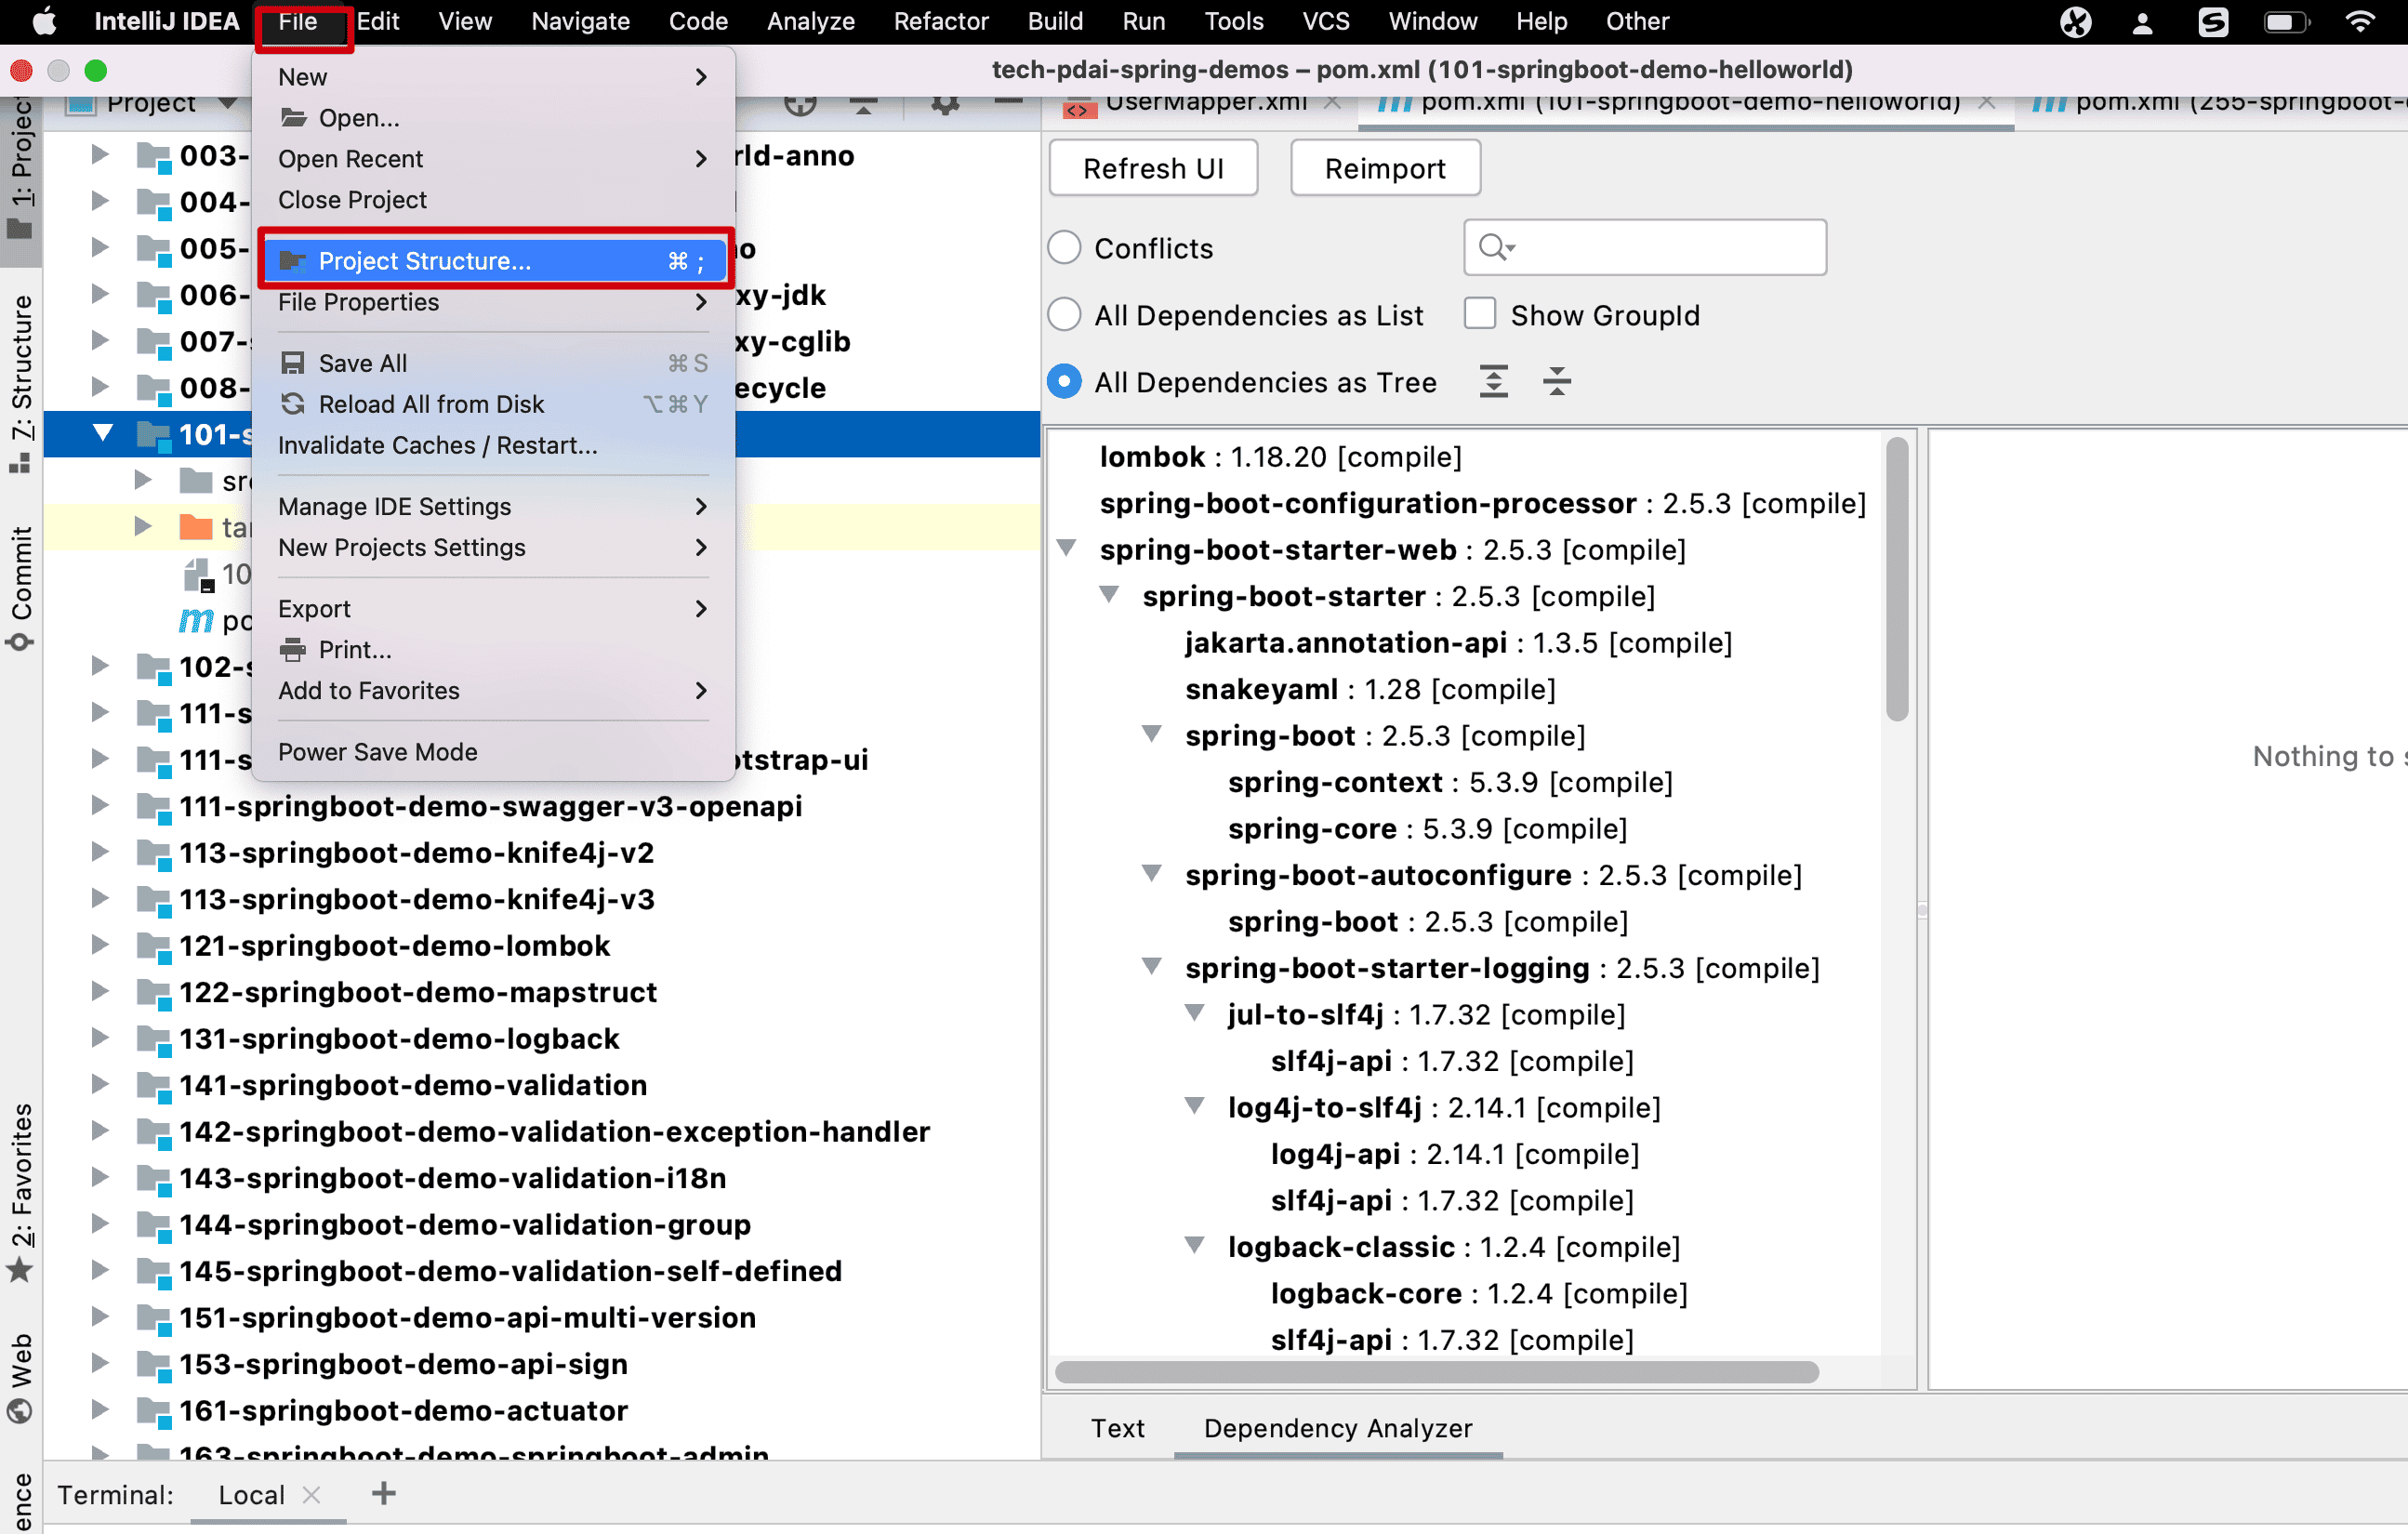 IntelliJ IDEA File Edit View Navigate Code Analyze Refactor Build Run Tools VCS Window Help Other
tech-pdai-spring-demos – pom.xml (101-springboot-demo-helloworld)
Project
UserMapper.xml
pom.xml (101-springboot-demo-helloworld)
pom.xml (255-springboot-
1: Project
Z: Structure
Commit
2: Favorites
Web
ence
New
Open...
Open Recent
Close Project
Project Structure... ⌘ ;
File Properties
Save All ⌘ S
Reload All from Disk ⌥ ⌘ Y
Invalidate Caches / Restart...
Manage IDE Settings
New Projects Settings
Export
Print...
Add to Favorites
Power Save Mode
003- rld-anno
004-
005- o
006- xy-jdk
007- xy-cglib
008- ecycle
101-s
src
tar
10
po
102-s
111-s
111-s otstrap-ui
111-springboot-demo-swagger-v3-openapi
113-springboot-demo-knife4j-v2
113-springboot-demo-knife4j-v3
121-springboot-demo-lombok
122-springboot-demo-mapstruct
131-springboot-demo-logback
141-springboot-demo-validation
142-springboot-demo-validation-exception-handler
143-springboot-demo-validation-i18n
144-springboot-demo-validation-group
145-springboot-demo-validation-self-defined
151-springboot-demo-api-multi-version
153-springboot-demo-api-sign
161-springboot-demo-actuator
163-springboot-demo-springboot-admin
Refresh UI Reimport
Conflicts
All Dependencies as List Show GroupId
All Dependencies as Tree
lombok : 1.18.20 [compile]
spring-boot-configuration-processor : 2.5.3 [compile]
spring-boot-starter-web : 2.5.3 [compile]
spring-boot-starter : 2.5.3 [compile]
jakarta.annotation-api : 1.3.5 [compile]
snakeyaml : 1.28 [compile]
spring-boot : 2.5.3 [compile]
spring-context : 5.3.9 [compile]
spring-core : 5.3.9 [compile]
spring-boot-autoconfigure : 2.5.3 [compile]
spring-boot : 2.5.3 [compile]
spring-boot-starter-logging : 2.5.3 [compile]
jul-to-slf4j : 1.7.32 [compile]
slf4j-api : 1.7.32 [compile]
log4j-to-slf4j : 2.14.1 [compile]
log4j-api : 2.14.1 [compile]
slf4j-api : 1.7.32 [compile]
logback-classic : 1.2.4 [compile]
logback-core : 1.2.4 [compile]
slf4j-api : 1.7.32 [compile]
Nothing to
Text Dependency Analyzer
Terminal: Local